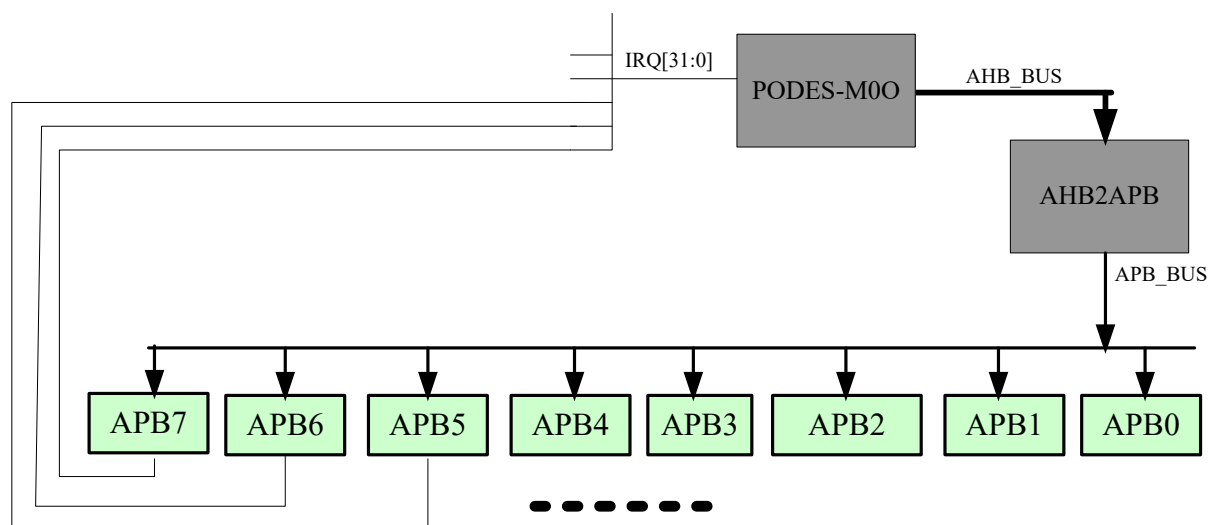 IRQ[31:0]
PODES-M0O
AHB_BUS
AHB2APB
APB_BUS
APB7
APB6
APB5
APB4
APB3
APB2
APB1
APB0